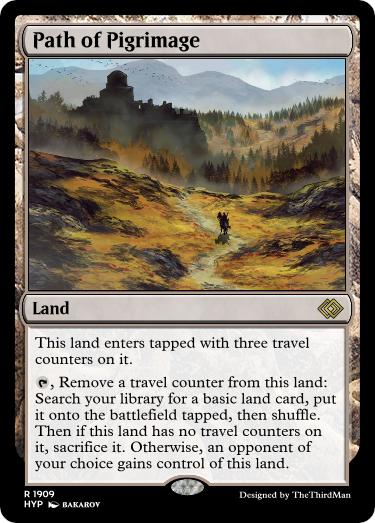 Path of Pigrimage
Land
This land enters tapped with three travel
counters on it.
, Remove a travel counter from this land:
Search your library for a basic land card, put
it onto the battlefield tapped, then shuffle.
Then if this land has no travel counters on
it, sacrifice it. Otherwise, an opponent of
your choice gains control of this land.
R 1909
HYP BAKAROV
Designed by TheThirdMan